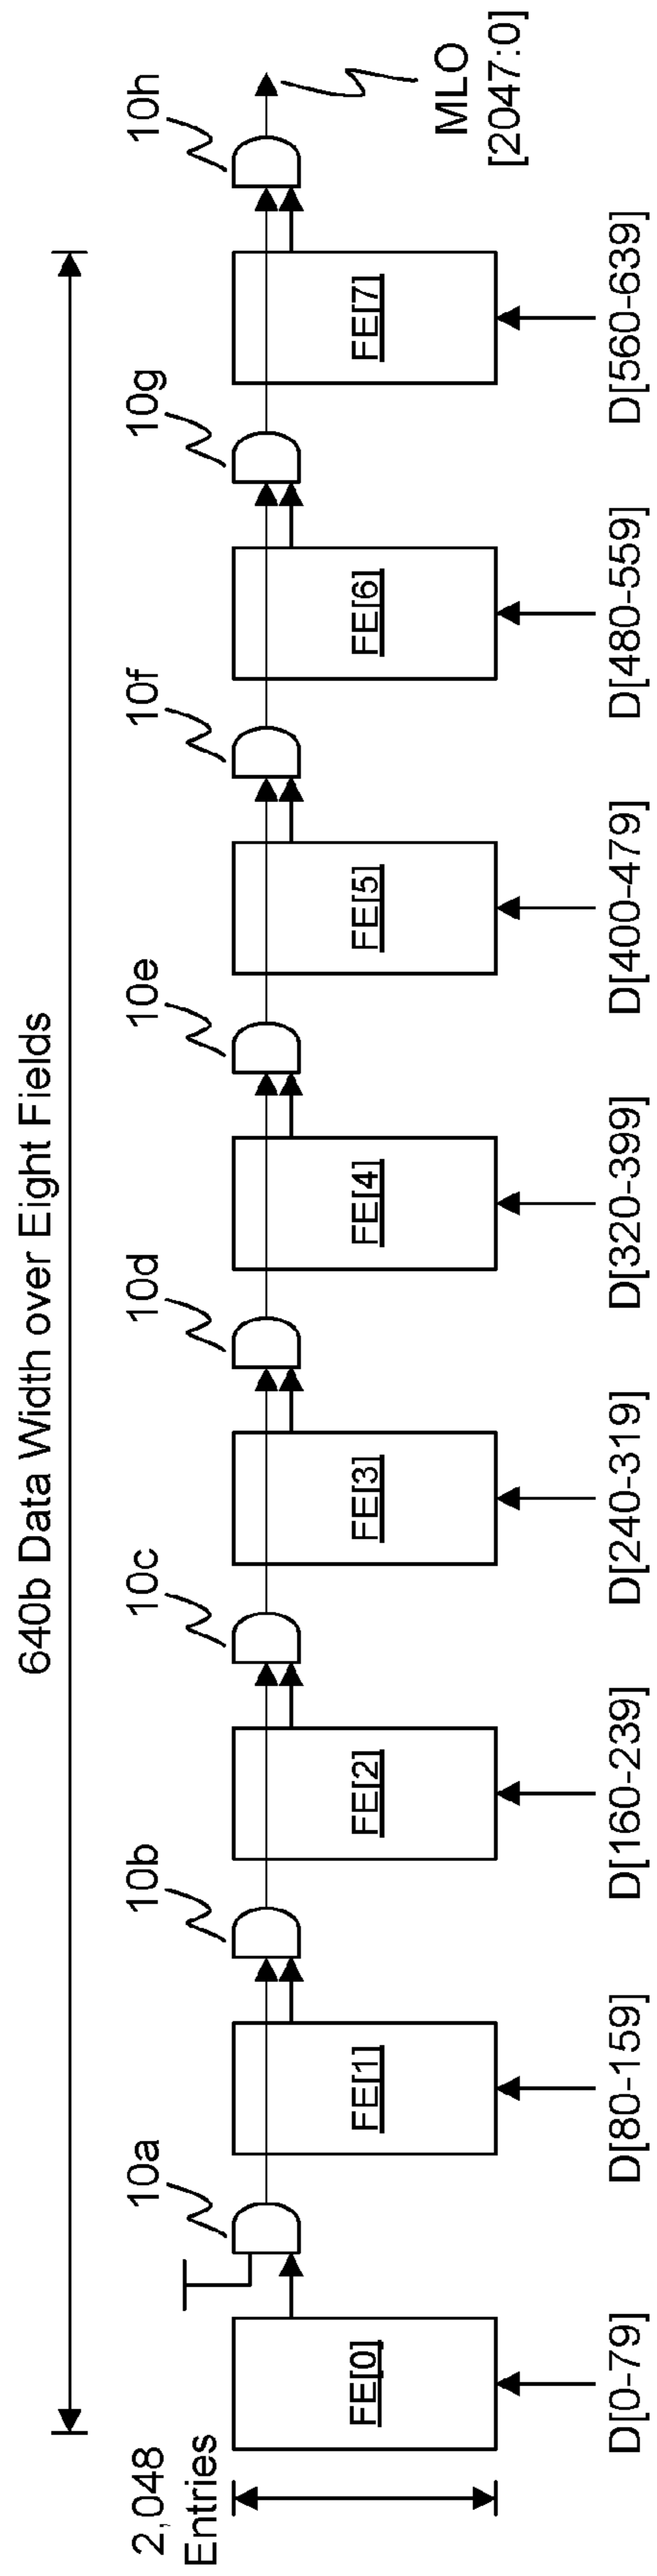 640b Data Width over Eight Fields
2,048
Entries
10a
10b
10c
10d
10e
10f
10g
10h
FE[0]
FE[1]
FE[2]
FE[3]
FE[4]
FE[5]
FE[6]
FE[7]
MLO
[2047:0]
D[0-79]
D[80-159]
D[160-239]
D[240-319]
D[320-399]
D[400-479]
D[480-559]
D[560-639]